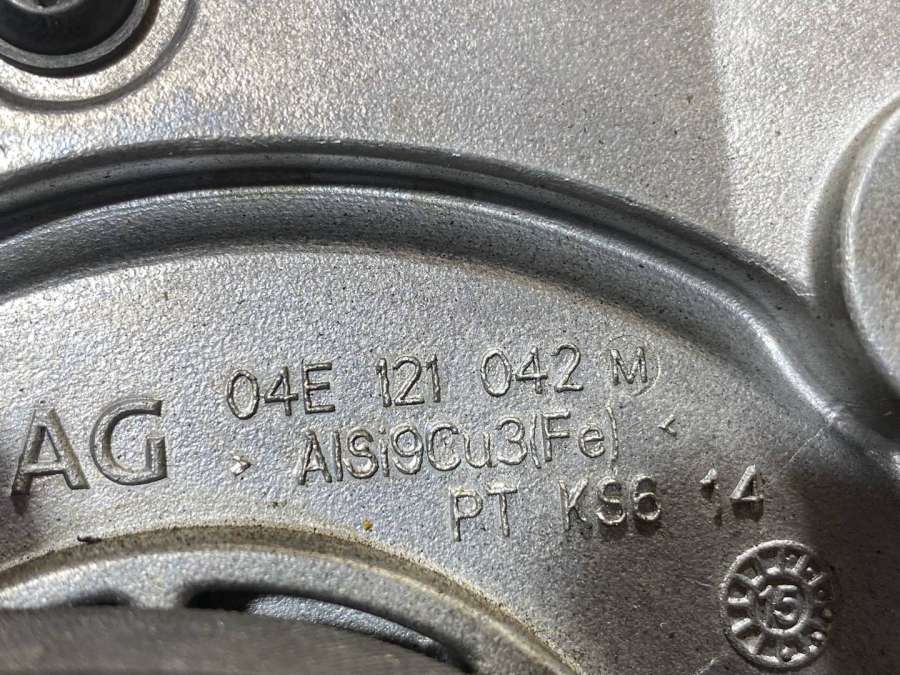 04E 121 042 M
AG
> AlSi9Cu3(Fe) <
PT KS6 14
15